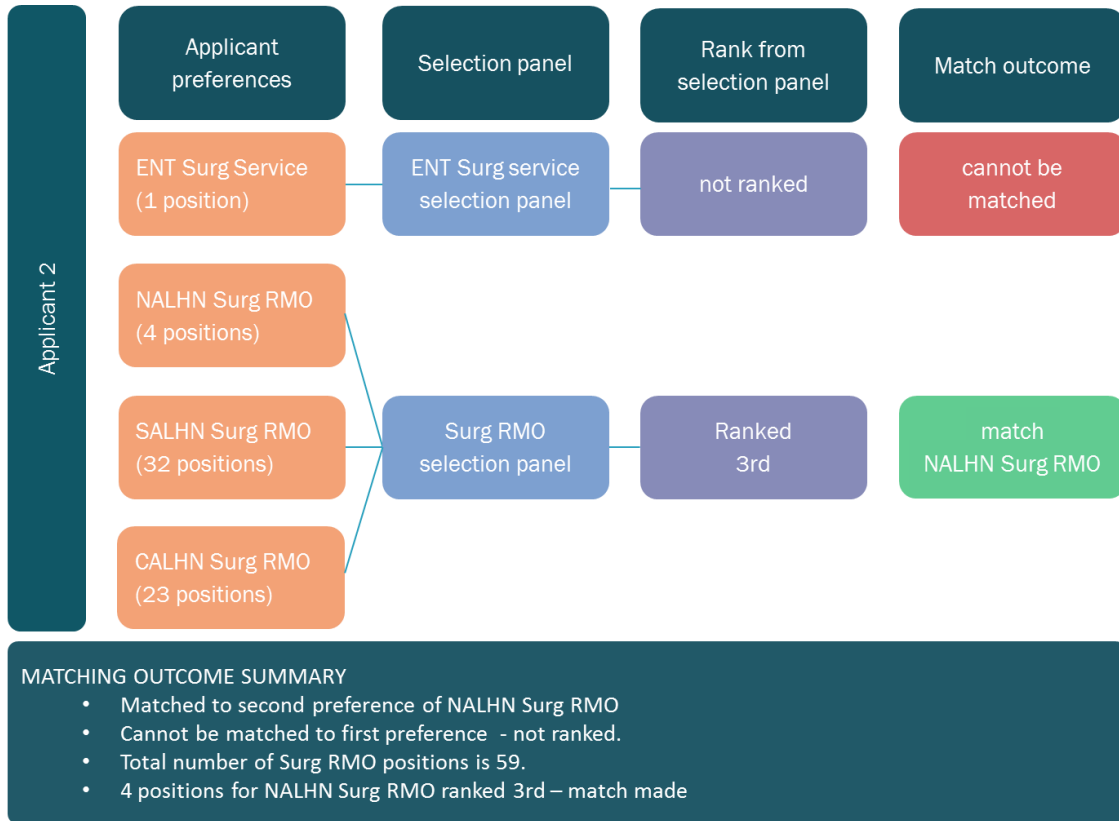 Applicant
preferences
Selection panel
Rank from
selection panel
Match outcome
Applicant 2
ENT Surg Service
(1 position)
ENT Surg service
selection panel
not ranked
cannot be
matched
NALHN Surg RMO
(4 positions)
SALHN Surg RMO
(32 positions)
Surg RMO
selection panel
Ranked
3rd
match
NALHN Surg RMO
CALHN Surg RMO
(23 positions)
MATCHING OUTCOME SUMMARY
• Matched to second preference of NALHN Surg RMO
• Cannot be matched to first preference - not ranked.
• Total number of Surg RMO positions is 59.
• 4 positions for NALHN Surg RMO ranked 3rd – match made